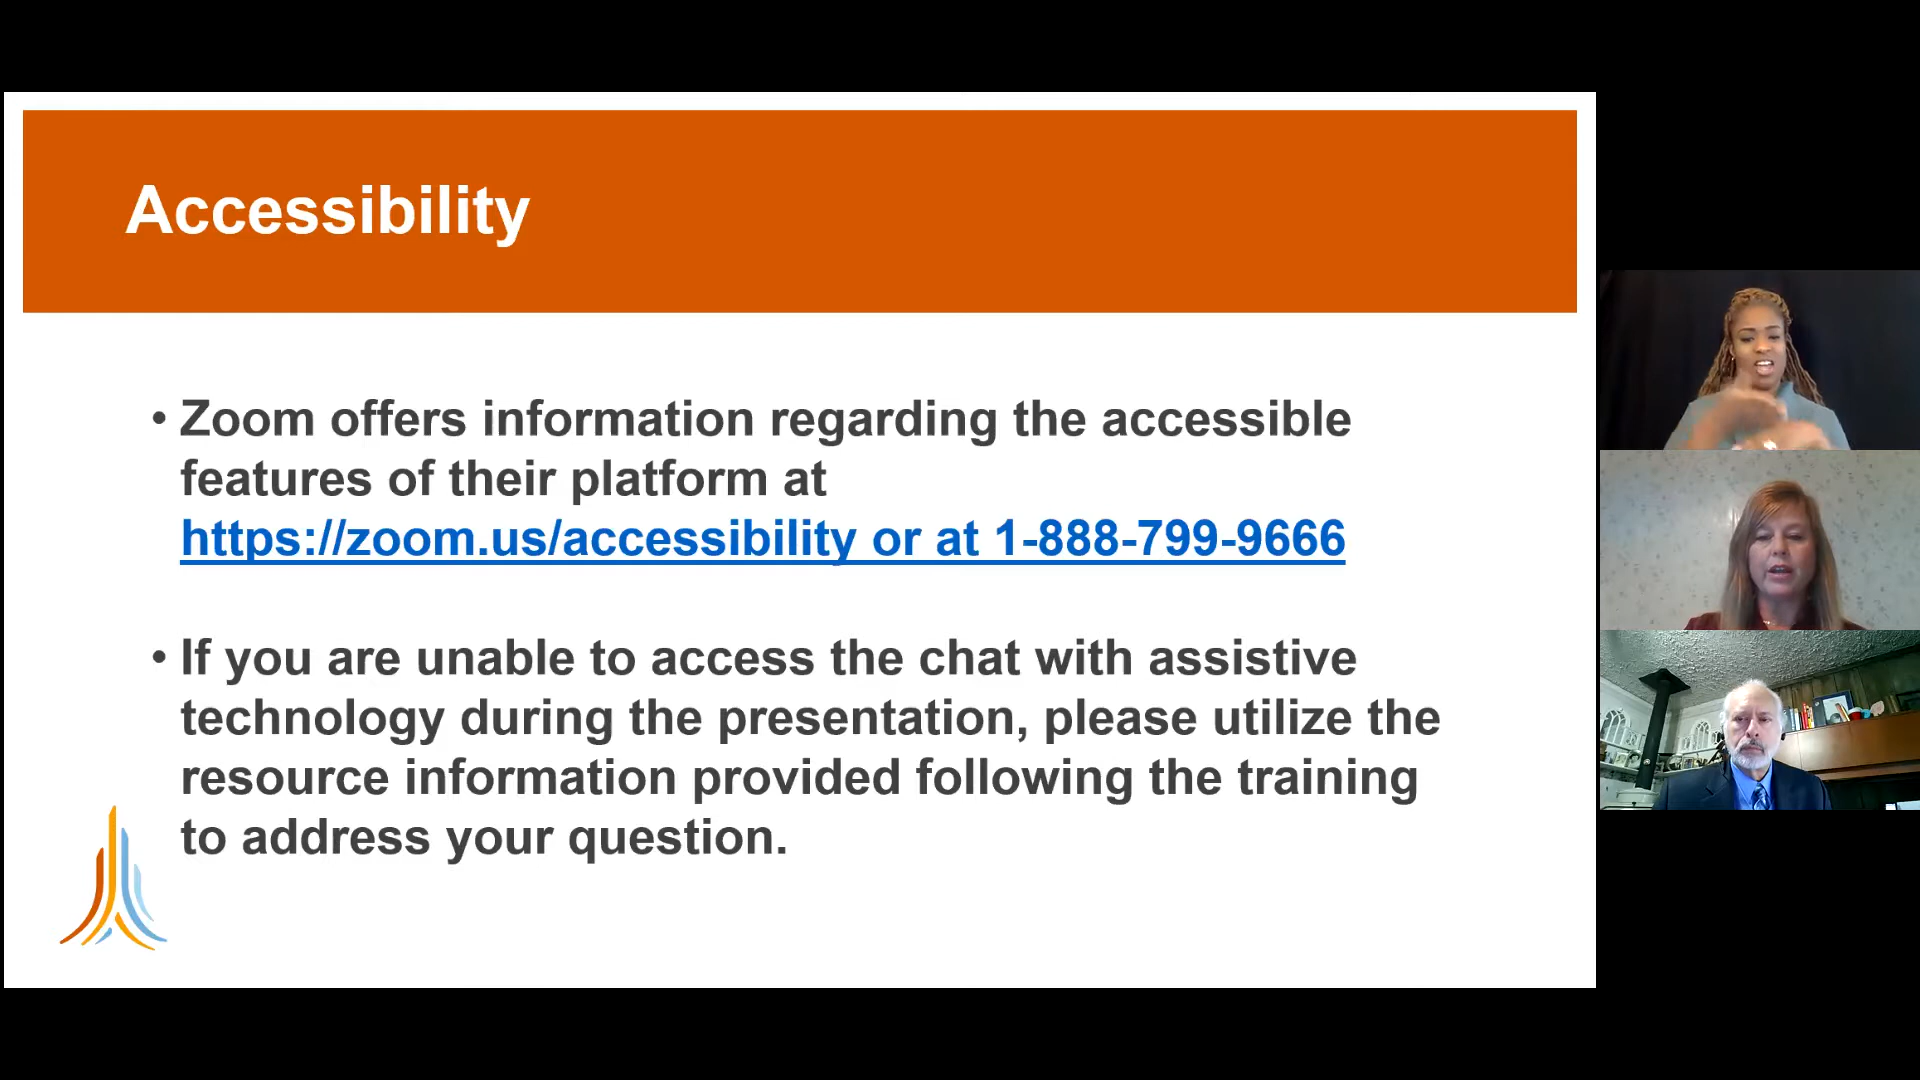 Accessibility
• Zoom offers information regarding the accessible
features of their platform at
https://zoom.us/accessibility or at 1-888-799-9666
• If you are unable to access the chat with assistive
technology during the presentation, please utilize the
resource information provided following the training
to address your question.